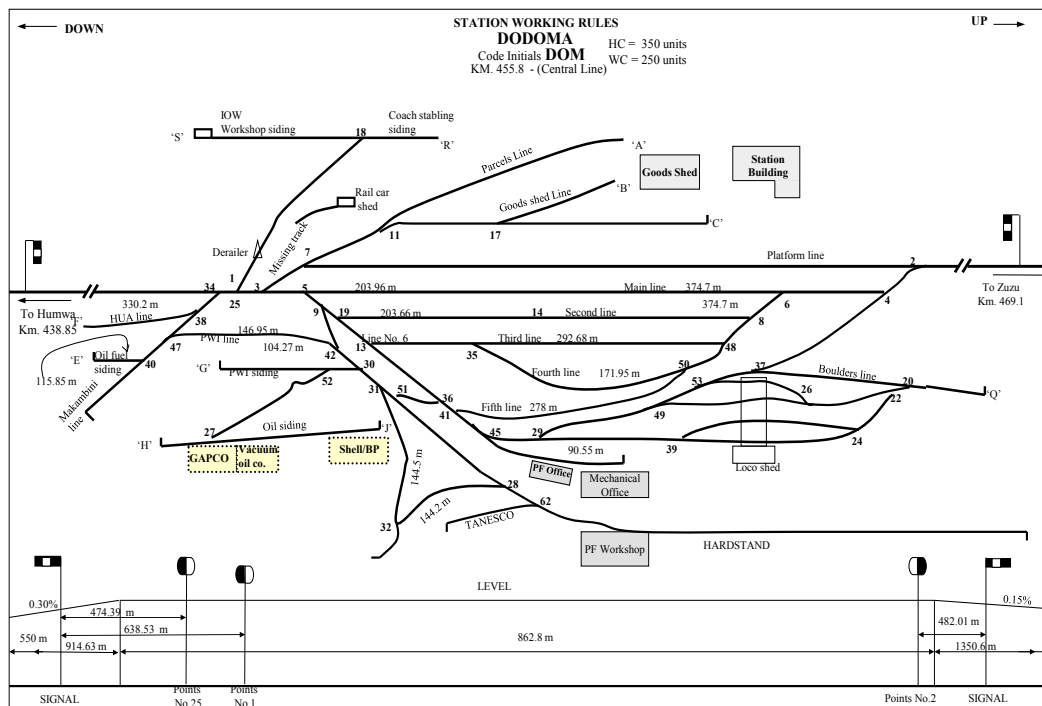 STATION WORKING RULES
DOWN
UP
DODOMA
Code Initials DOM
HC = 350 units
WC = 250 units
KM. 455.8 - (Central Line)
IOW
Workshop siding
18
Coach stabling
siding
'S'
'R'
Parcels Line
'A'
Goods Shed
Station
Building
Rail car
shed
Goods shed Line
'B'
Missing track
11
17
'C'
Derailer
7
Platform line
2
1
34
3
5
25
203.96 m
Main line
374.7 m
6
4
To Humwa
Km. 438.85
To Zuzu
Km. 469.1
330.2 m
'F'
HUA line
38
9
19
203.66 m
14
Second line
374.7 m
8
146.95 m
47
PWI line
104.27 m
42
13
Line No. 6
35
Third line
292.68 m
48
'E'
Oil fuel
siding
40
115.85 m
Makambini
line
'G'
PWI siding
30
52
31
Fourth line
171.95 m
50
37
Boulders line
20
22
'Q'
53
26
51
36
41
Fifth line
278 m
49
27
Oil siding
'J'
'H'
45
29
39
24
GAPCO
Vacuum
oil co.
Shell/BP
90.55 m
Loco shed
PF Office
Mechanical
Office
144.5 m
28
144.2 m
62
32
TANESCO
PF Workshop
HARDSTAND
LEVEL
0.30%
0.15%
474.39 m
638.53 m
482.01 m
550 m
914.63 m
862.8 m
1350.6 m
SIGNAL
Points
No.25
Points
No.1
Points No.2
SIGNAL